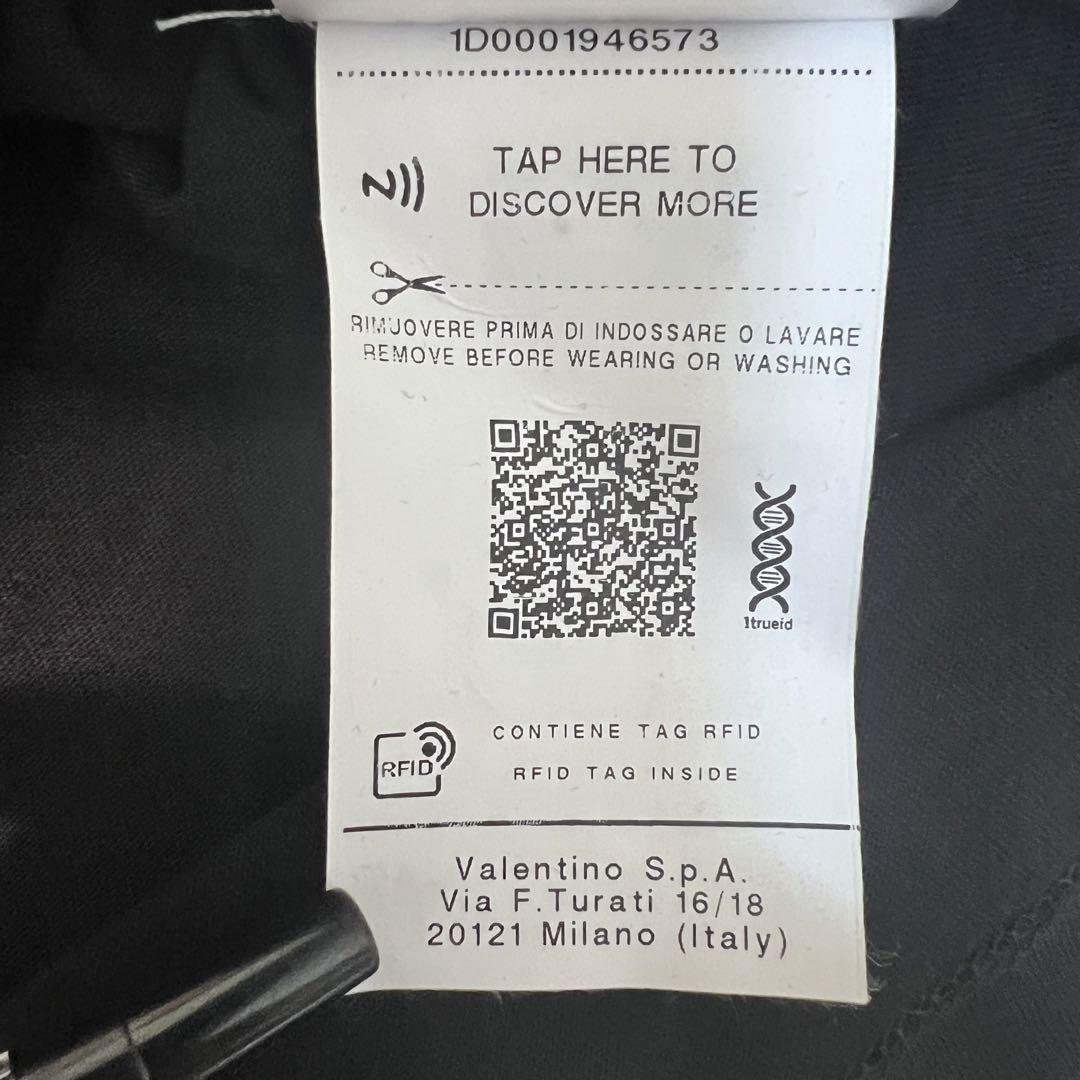 1D0001946573
TAP HERE TO
DISCOVER MORE
RIMUOVERE PRIMA DI INDOSSARE O LAVARE
REMOVE BEFORE WEARING OR WASHING
1trueid
CONTIENE TAG RFID
RFID
RFID TAG INSIDE
Valentino S.p.A.
Via F.Turati 16/18
20121 Milano (Italy)